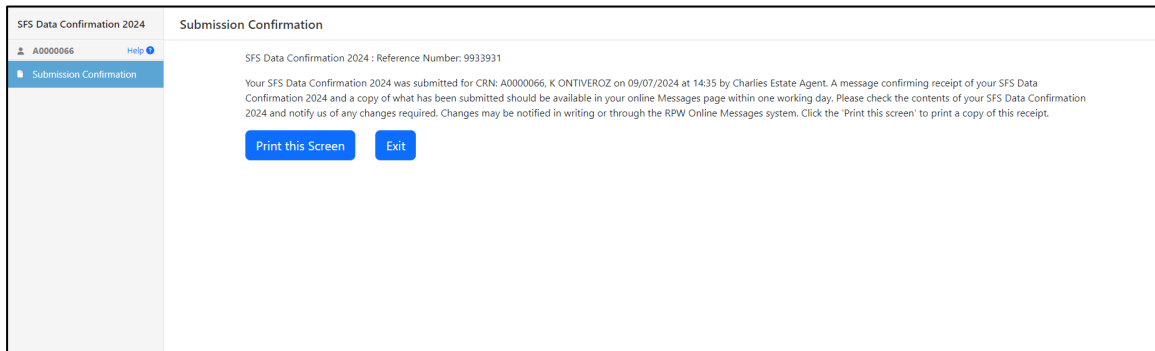 SFS Data Confirmation 2024
Submission Confirmation
A0000066
Help ?
Submission Confirmation
SFS Data Confirmation 2024 : Reference Number: 9933931
Your SFS Data Confirmation 2024 was submitted for CRN: A0000066, K ONTIVEROZ on 09/07/2024 at 14:35 by Charlies Estate Agent. A message confirming receipt of your SFS Data
Confirmation 2024 and a copy of what has been submitted should be available in your online Messages page within one working day. Please check the contents of your SFS Data Confirmation
2024 and notify us of any changes required. Changes may be notified in writing or through the RPW Online Messages system. Click the 'Print this screen' to print a copy of this receipt.
Print this Screen
Exit